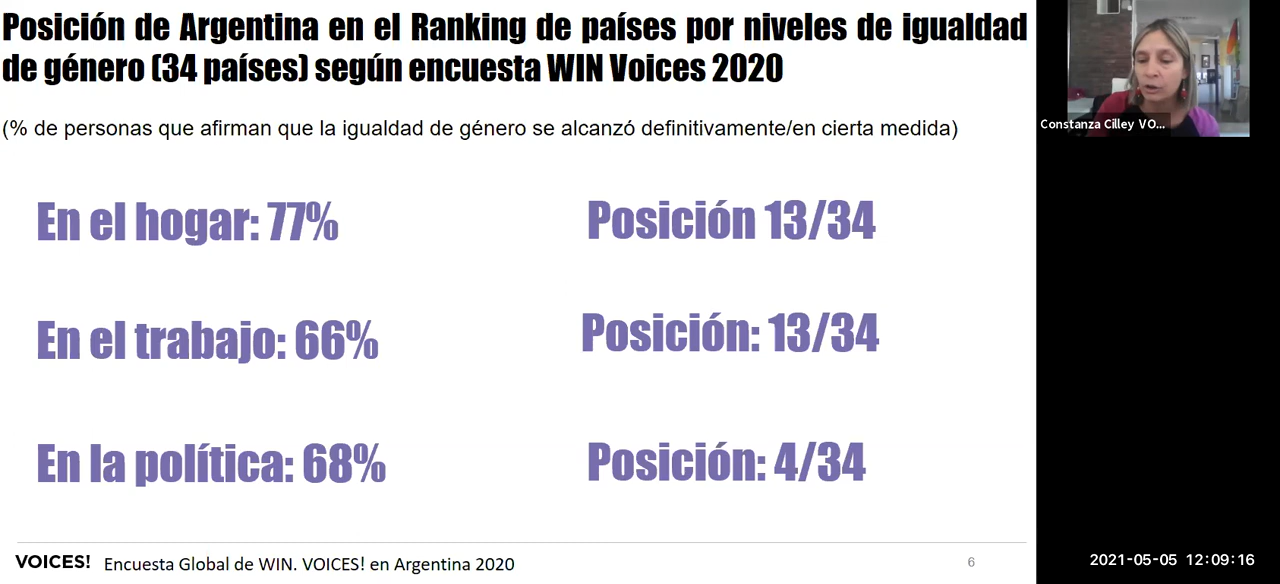 Posición de Argentina en el Ranking de países por niveles de igualdad
de género (34 países) según encuesta WIN Voices 2020
(% de personas que afirman que la igualdad de género se alcanzó definitivamente/en cierta medida)
En el hogar: 77%
Posición 13/34
En el trabajo: 66%
Posición: 13/34
En la política: 68%
Posición: 4/34
VOICES! Encuesta Global de WIN. VOICES! en Argentina 2020
6
Constanza Cilley VO...
2021-05-05 12:09:16